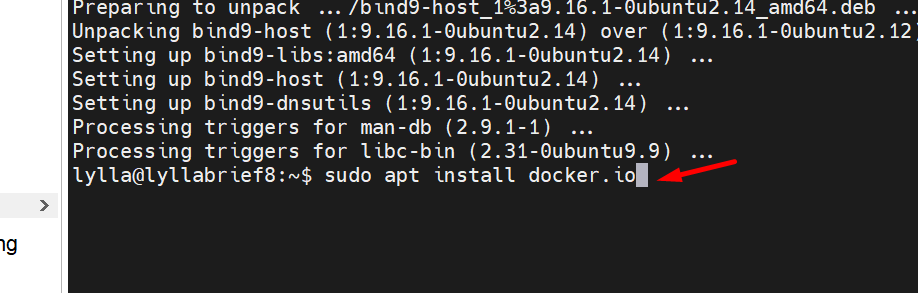 Preparing to unpack .../bind9-host_1%3a9.16.1-0ubuntu2.14_amd64.deb ...
Unpacking bind9-host (1:9.16.1-0ubuntu2.14) over (1:9.16.1-0ubuntu2.12)
Setting up bind9-libs:amd64 (1:9.16.1-0ubuntu2.14) ...
Setting up bind9-host (1:9.16.1-0ubuntu2.14) ...
Setting up bind9-dnsutils (1:9.16.1-0ubuntu2.14) ...
Processing triggers for man-db (2.9.1-1) ...
Processing triggers for libc-bin (2.31-0ubuntu9.9) ...
lylla@lyllabrief8:~$ sudo apt install docker.io
ng